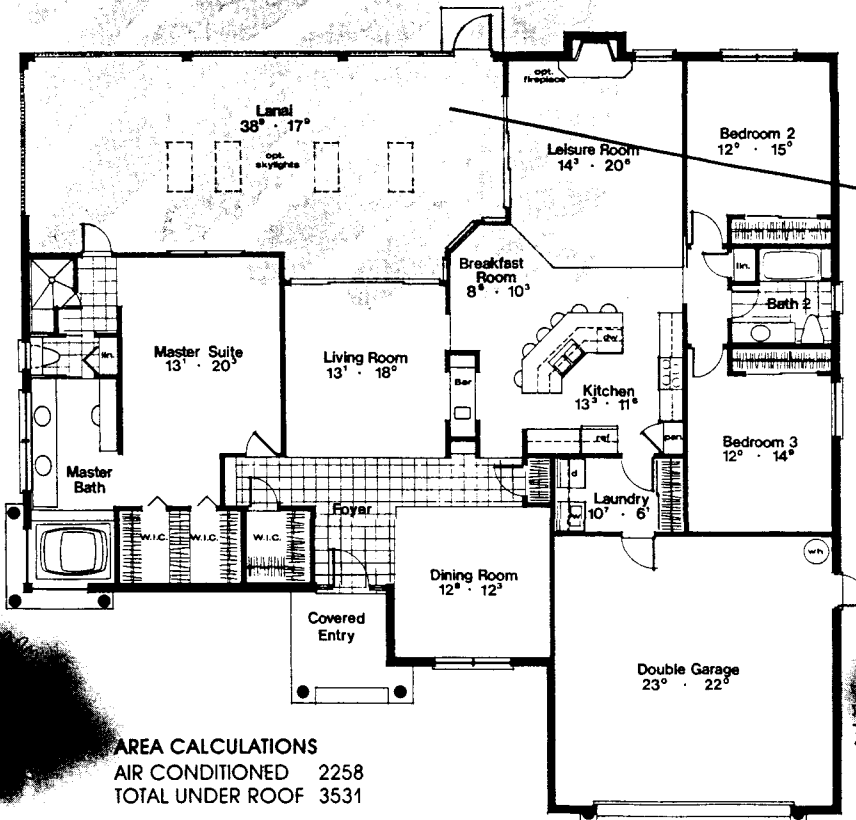 opt.
fireplace
Lanai
38⁹ · 17⁹
opt.
skylights
Leisure Room
14³ · 20⁶
Bedroom 2
12⁰ · 15⁰
Breakfast
Room
8⁶ · 10³
lin.
Bath 2
Master Suite
13¹ · 20³
lin.
Living Room
13¹ · 18⁰
dw
Bar
Kitchen
13³ · 11⁶
ref
pan.
Bedroom 3
12⁰ · 14⁹
Master
Bath
d
w
Laundry
10⁷ · 6¹
Foyer
W.I.C.
W.I.C.
W.I.C.
wh
Dining Room
12⁸ · 12³
Covered
Entry
Double Garage
23⁰ · 22⁰
AREA CALCULATIONS
AIR CONDITIONED 2258
TOTAL UNDER ROOF 3531